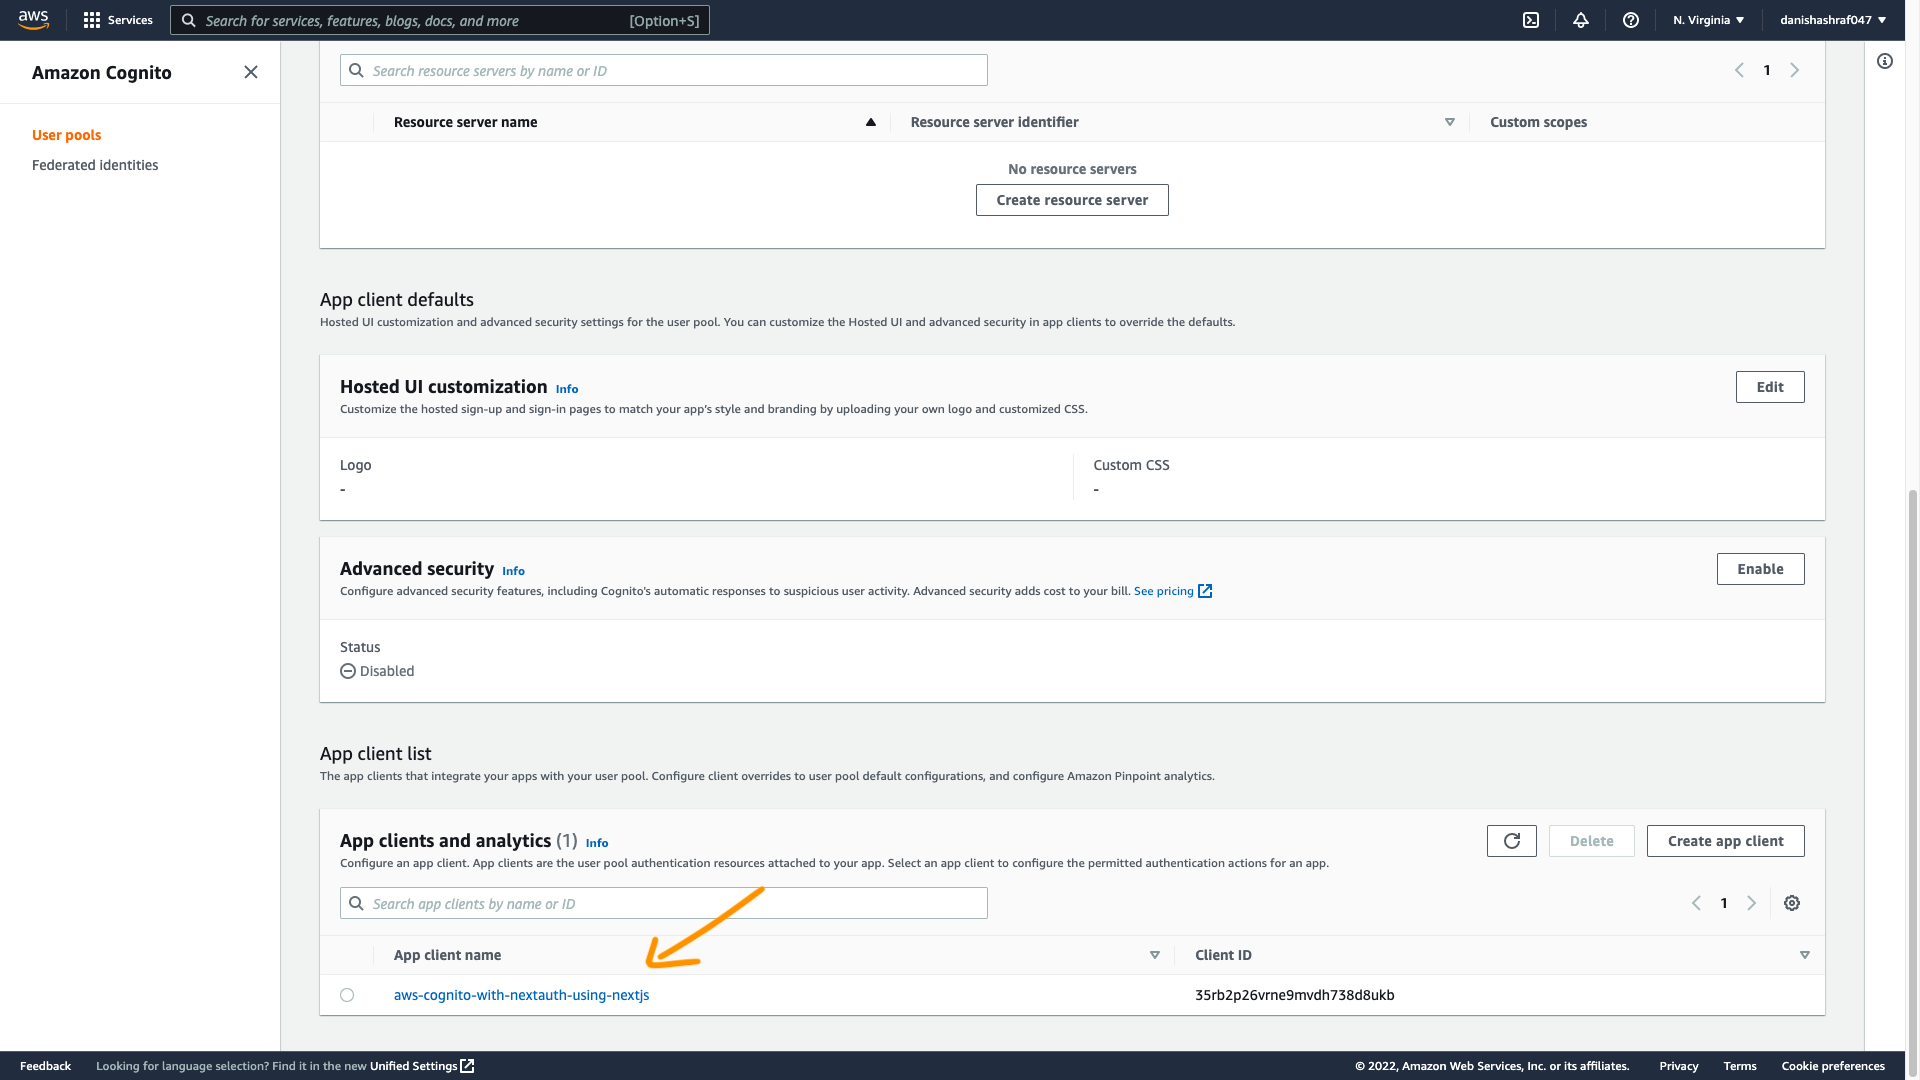 aws
Services
Search for services, features, blogs, docs, and more
[Option+S]
N. Virginia
danishashraf047
Amazon Cognito
User pools
Federated identities
Search resource servers by name or ID
1
Resource server name
Resource server identifier
Custom scopes
No resource servers
Create resource server
App client defaults
Hosted UI customization and advanced security settings for the user pool. You can customize the Hosted UI and advanced security in app clients to override the defaults.
Hosted UI customization Info
Edit
Customize the hosted sign-up and sign-in pages to match your app's style and branding by uploading your own logo and customized CSS.
Logo
-
Custom CSS
-
Advanced security Info
Enable
Configure advanced security features, including Cognito's automatic responses to suspicious user activity. Advanced security adds cost to your bill. See pricing
Status
Disabled
App client list
The app clients that integrate your apps with your user pool. Configure client overrides to user pool default configurations, and configure Amazon Pinpoint analytics.
App clients and analytics (1) Info
Delete
Create app client
Configure an app client. App clients are the user pool authentication resources attached to your app. Select an app client to configure the permitted authentication actions for an app.
Search app clients by name or ID
1
App client name
Client ID
aws-cognito-with-nextauth-using-nextjs
35rb2p26vrne9mvdh738d8ukb
Feedback
Looking for language selection? Find it in the new Unified Settings
© 2022, Amazon Web Services, Inc. or its affiliates.
Privacy
Terms
Cookie preferences